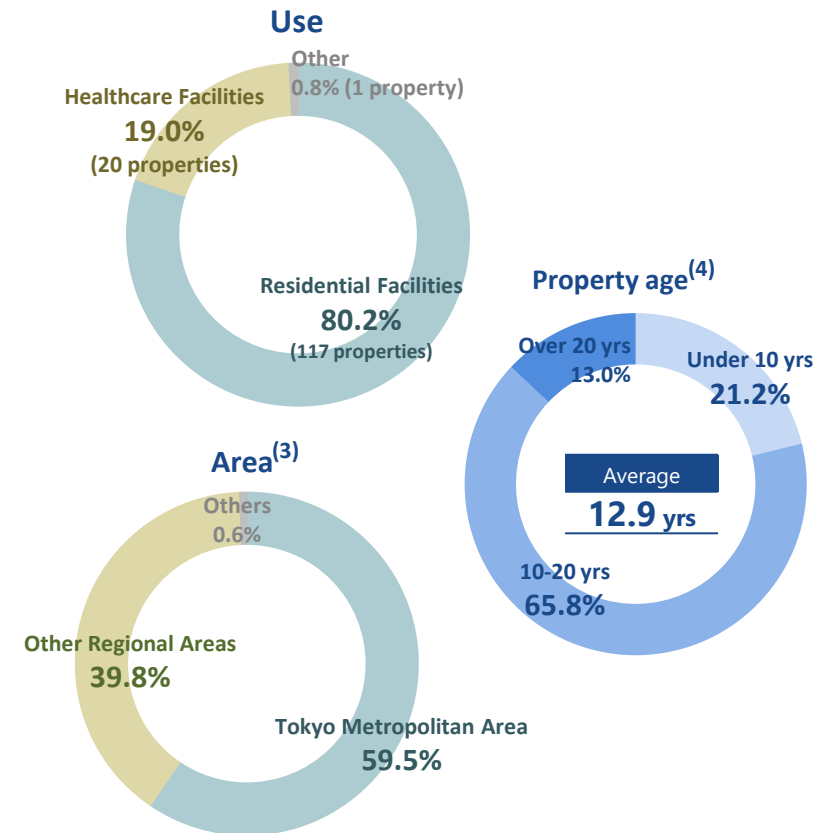 Use
Other
0.8% (1 property)
Healthcare Facilities
19.0%
(20 properties)
Residential Facilities
80.2%
(117 properties)
Property age(4)
Over 20 yrs
13.0%
Under 10 yrs
21.2%
Average
12.9 yrs
10-20 yrs
65.8%
Area(3)
Others
0.6%
Other Regional Areas
39.8%
Tokyo Metropolitan Area
59.5%